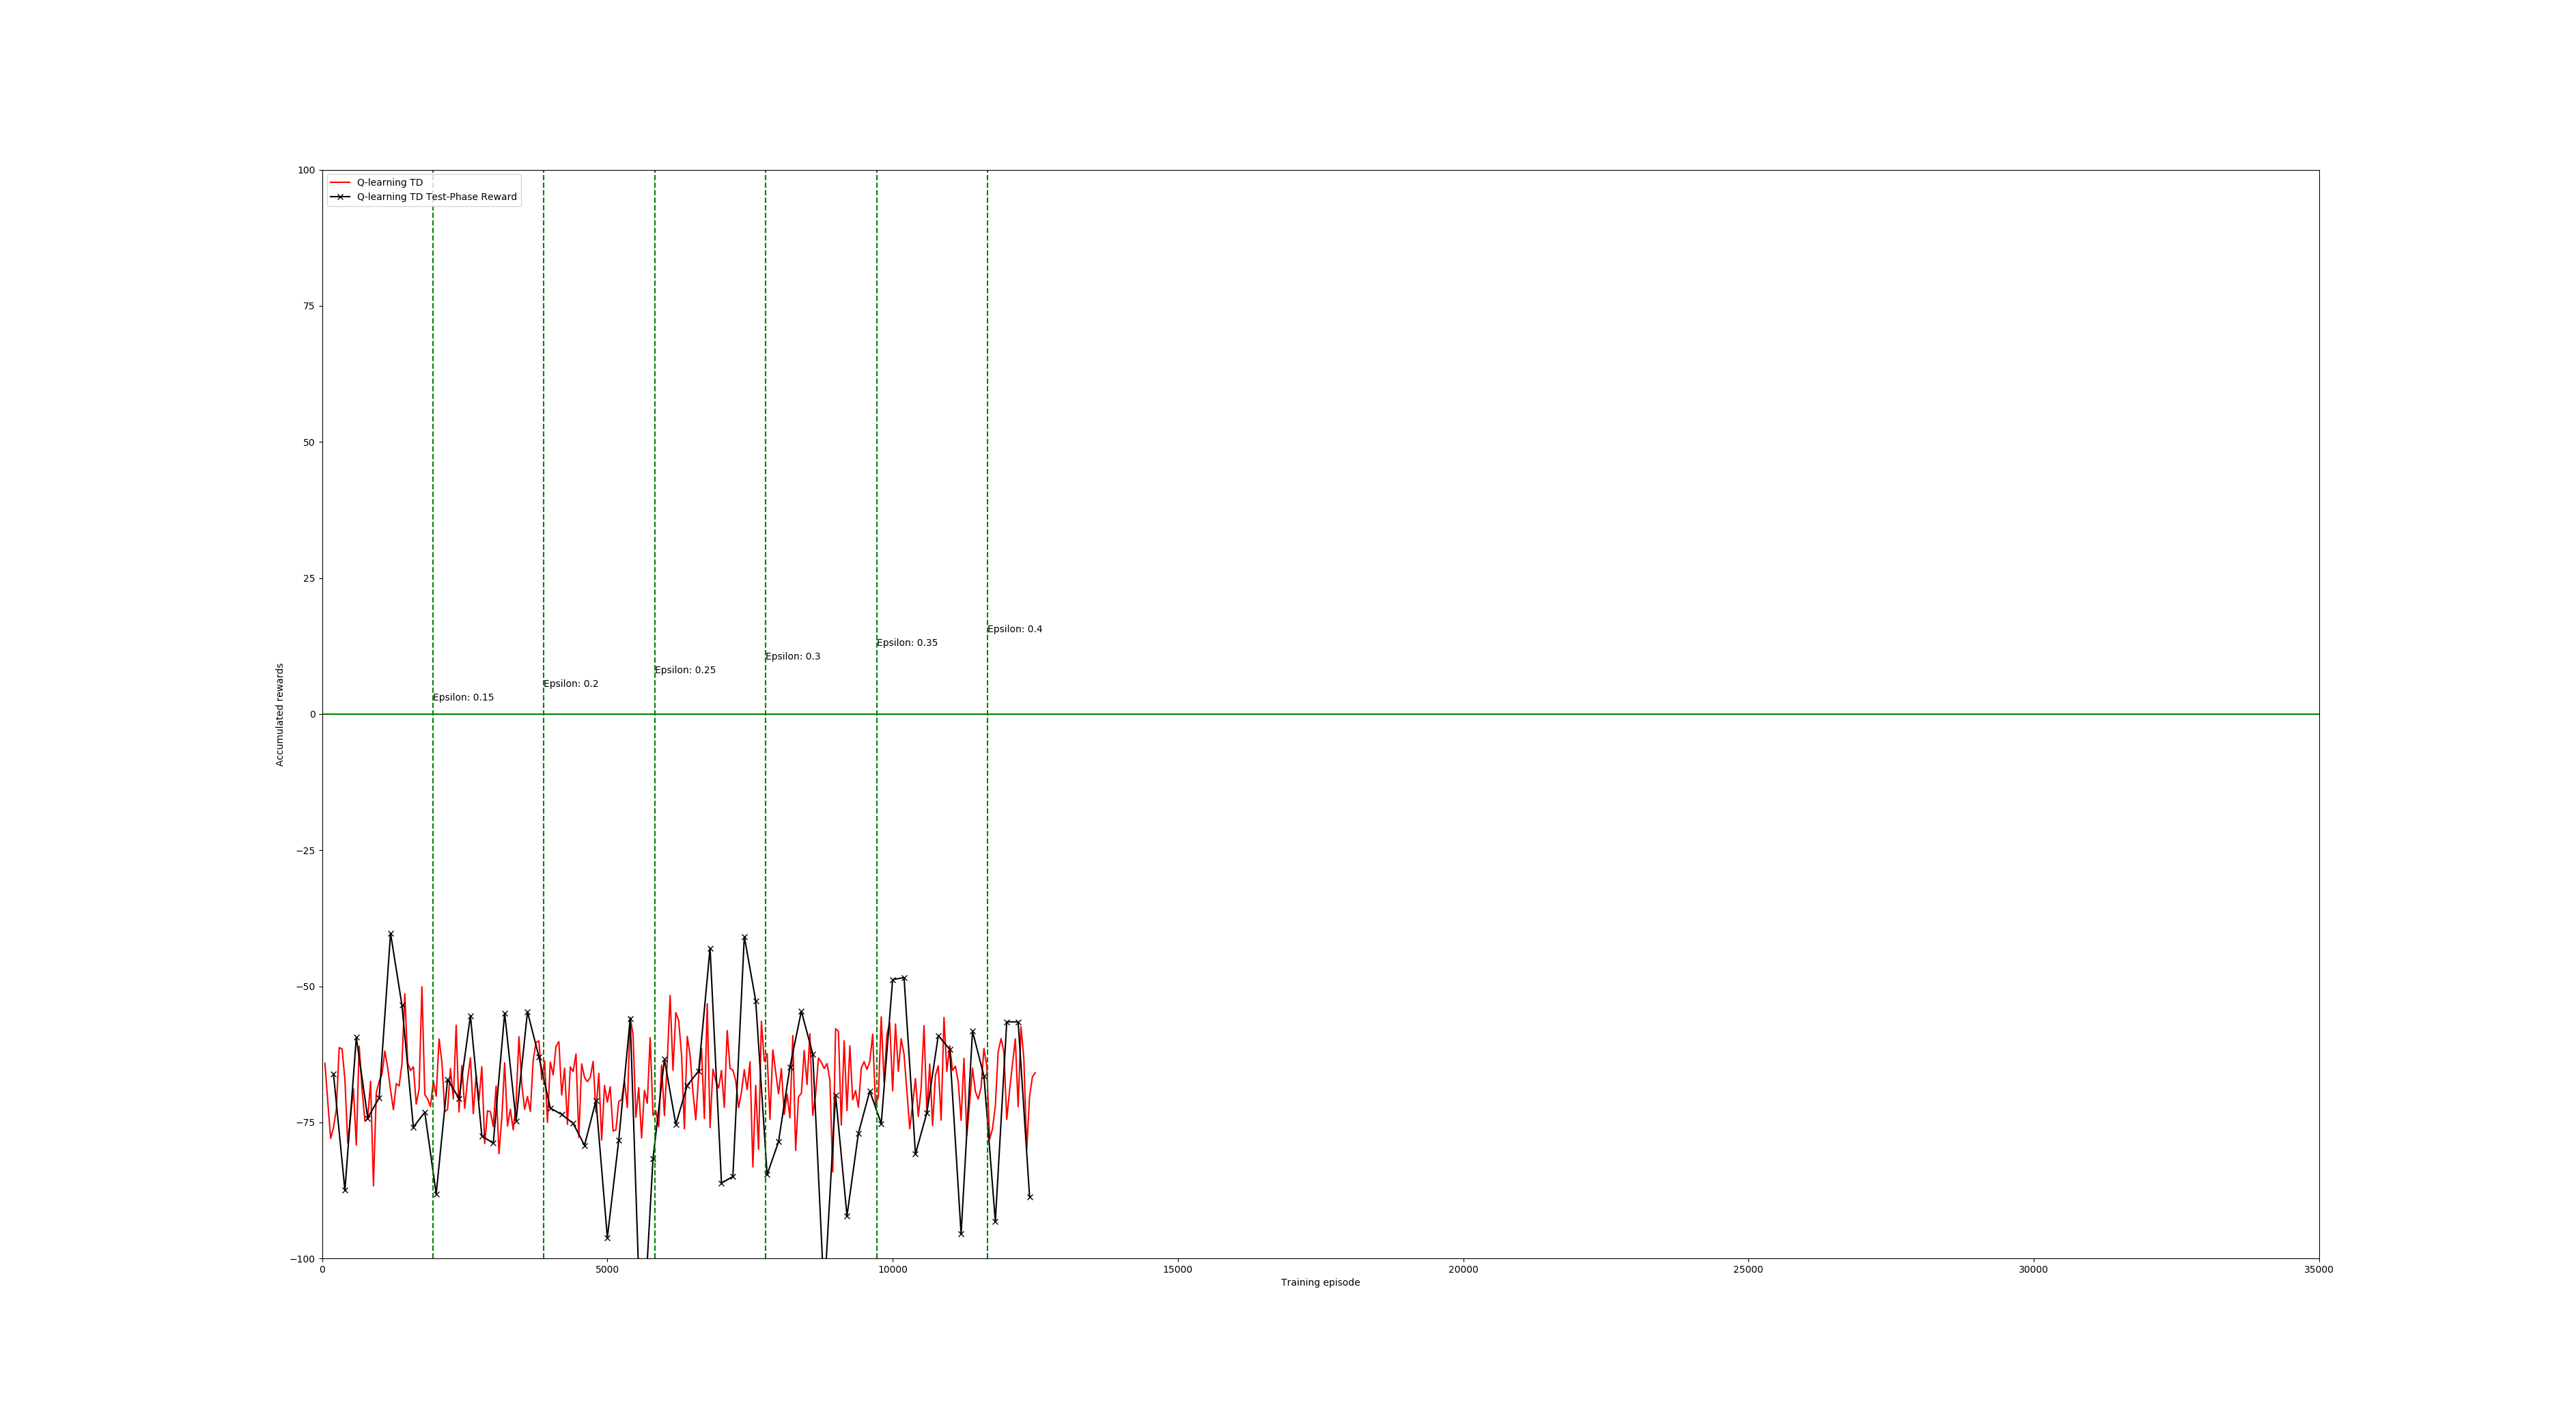 100
Q-learning TD
Q-learning TD Test-Phase Reward
75
50
25
Epsilon: 0.4
Epsilon: 0.35
Epsilon: 0.3
Epsilon: 0.25
Epsilon: 0.2
Epsilon: 0.15
0
Accumulated rewards
−25
−50
−75
−100
0 5000 10000 15000 20000 25000 30000 35000
Training episode